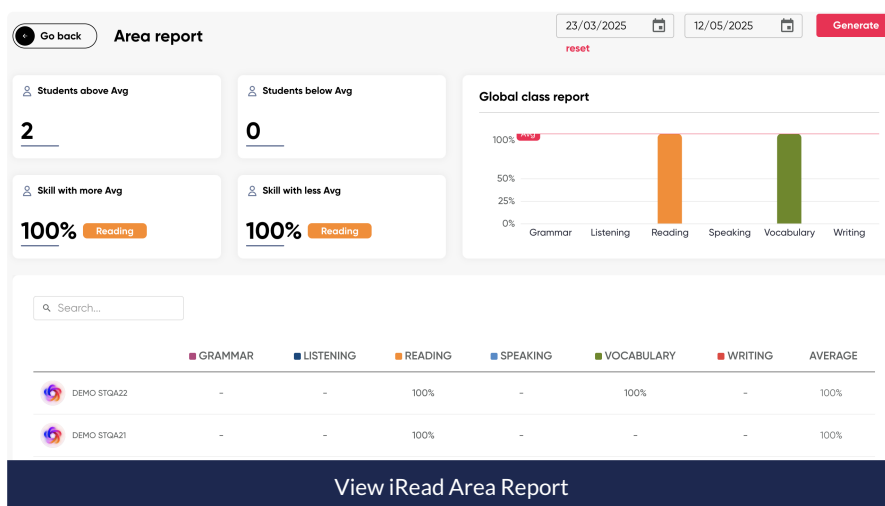 Go back
Area report
23/03/2025
12/05/2025
Generate
reset
Students above Avg
2
Students below Avg
0
Skill with more Avg
100% Reading
Skill with less Avg
100% Reading
Global class report
Avg
100%
50%
25%
0%
Grammar Listening Reading Speaking Vocabulary Writing
Search...
GRAMMAR LISTENING READING SPEAKING VOCABULARY WRITING AVERAGE
DEMO STQA22 - - 100% - 100% - 100%
DEMO STQA21 - - 100% - - - 100%
View iRead Area Report